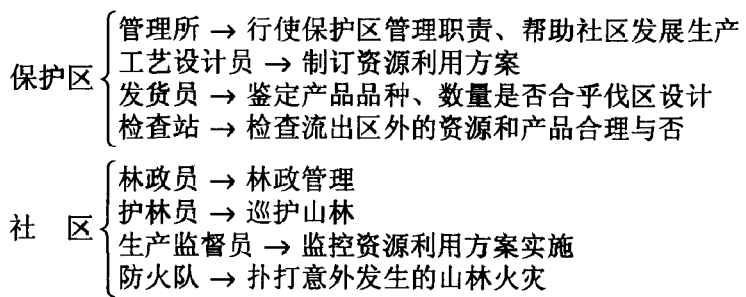 保护区
管理所 → 行使保护区管理职责、帮助社区发展生产
工艺设计员 → 制订资源利用方案
发货员 → 鉴定产品品种、数量是否合乎伐区设计
检查站 → 检查流出区外的资源和产品合理与否
社 区
林政员 → 林政管理
护林员 → 巡护山林
生产监督员 → 监控资源利用方案实施
防火队 → 扑打意外发生的山林火灾